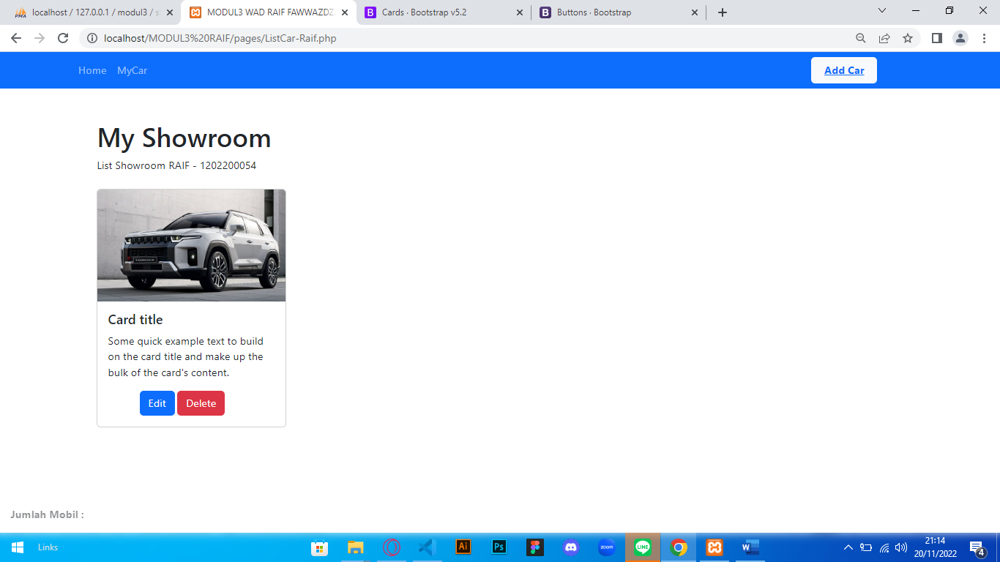 localhost / 127.0.0.1 / modul3 / s
MODUL3 WAD RAIF FAWWAZDZ
Cards · Bootstrap v5.2
Buttons · Bootstrap
localhost/MODUL3%20RAIF/pages/ListCar-Raif.php
Home MyCar Add Car
My Showroom
List Showroom RAIF - 1202200054
Card title
Some quick example text to build
on the card title and make up the
bulk of the card's content.
Edit Delete
Jumlah Mobil :
Links
21:14
20/11/2022
4